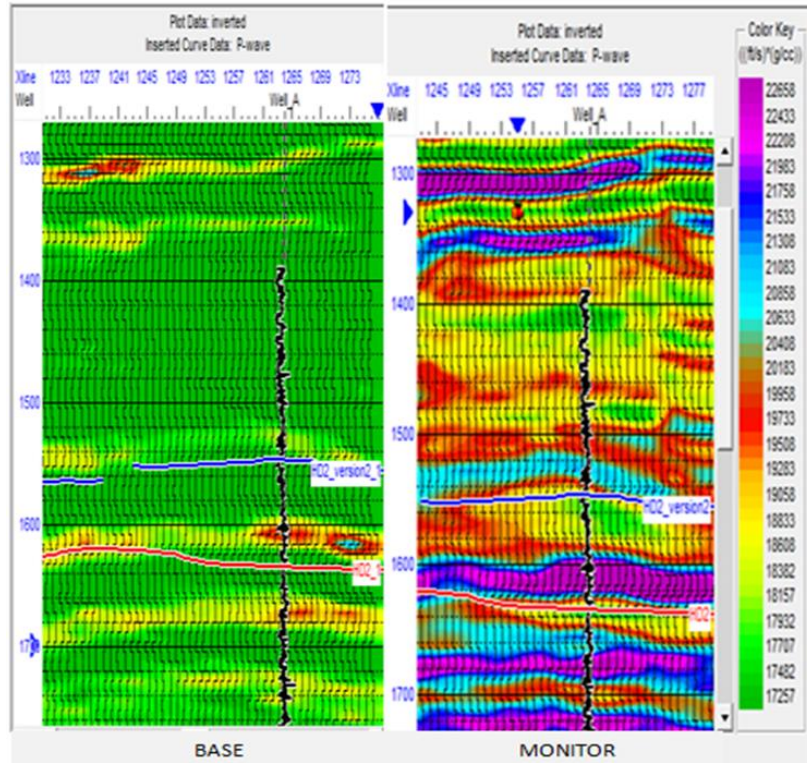 Plot Data: inverted
Inserted Curve Data: P-wave
Xline 1233 1237 1241 1245 1249 1253 1257 1261 1265 1269 1273
Well Well_A
1300
1400
1500
HD2_version2_1
1600
HD2_1
BASE
Plot Data: inverted
Inserted Curve Data: P-wave
Xline 1245 1249 1253 1257 1261 1265 1269 1273 1277
Well Well_A
1300
1400
1500
HD2_version2
1600
HD2
1700
MONITOR
Color Key
((ft/s)*(g/cc))
22658
22433
22208
21983
21758
21533
21308
21083
20858
20633
20408
20183
19958
19733
19508
19283
19058
18833
18608
18382
18157
17932
17707
17482
17257